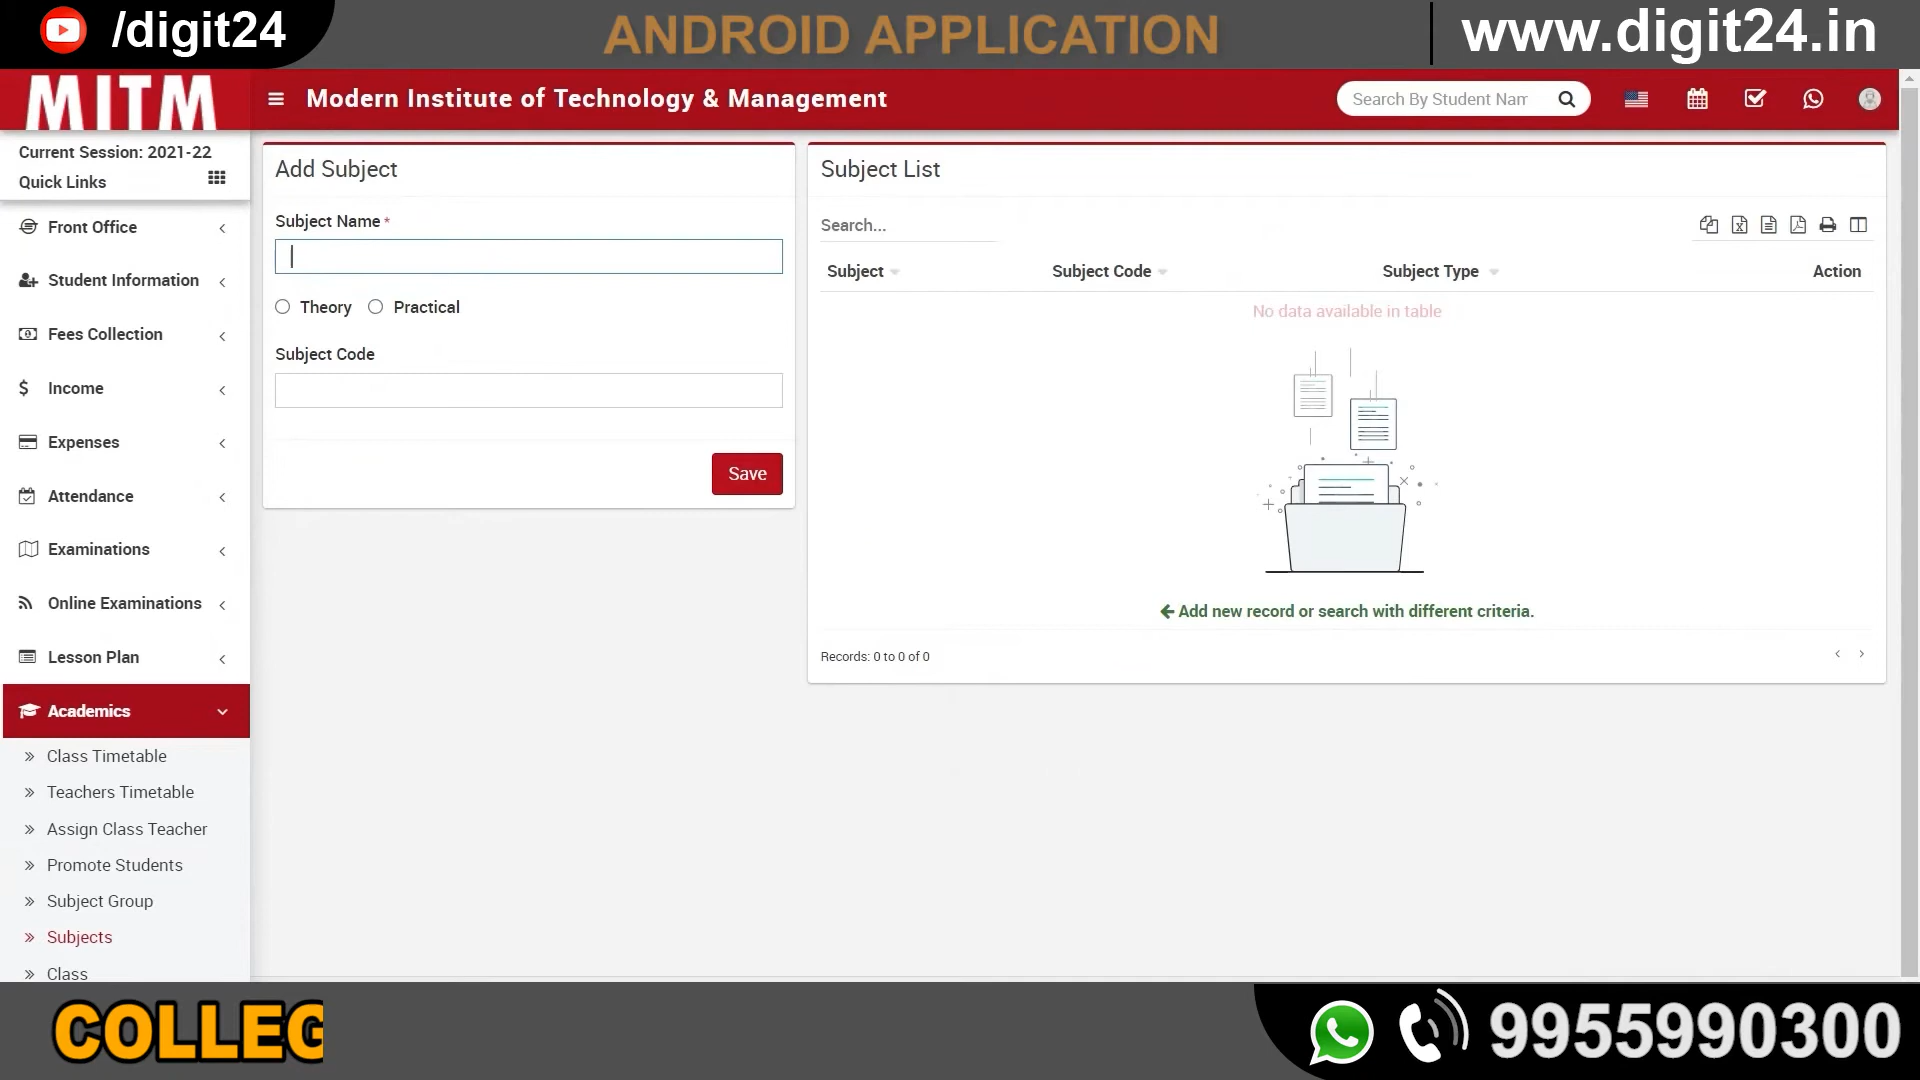 /digit24
ANDROID APPLICATION
www.digit24.in
MITM
Modern Institute of Technology & Management
Search By Student Nam
Current Session: 2021-22
Quick Links
Front Office
Student Information
Fees Collection
Income
Expenses
Attendance
Examinations
Online Examinations
Lesson Plan
Academics
Class Timetable
Teachers Timetable
Assign Class Teacher
Promote Students
Subject Group
Subjects
Class
Add Subject
Subject Name *
Theory Practical
Subject Code
Save
Subject List
Search...
Subject Subject Code Subject Type Action
No data available in table
Add new record or search with different criteria.
Records: 0 to 0 of 0
COLLEG
9955990300